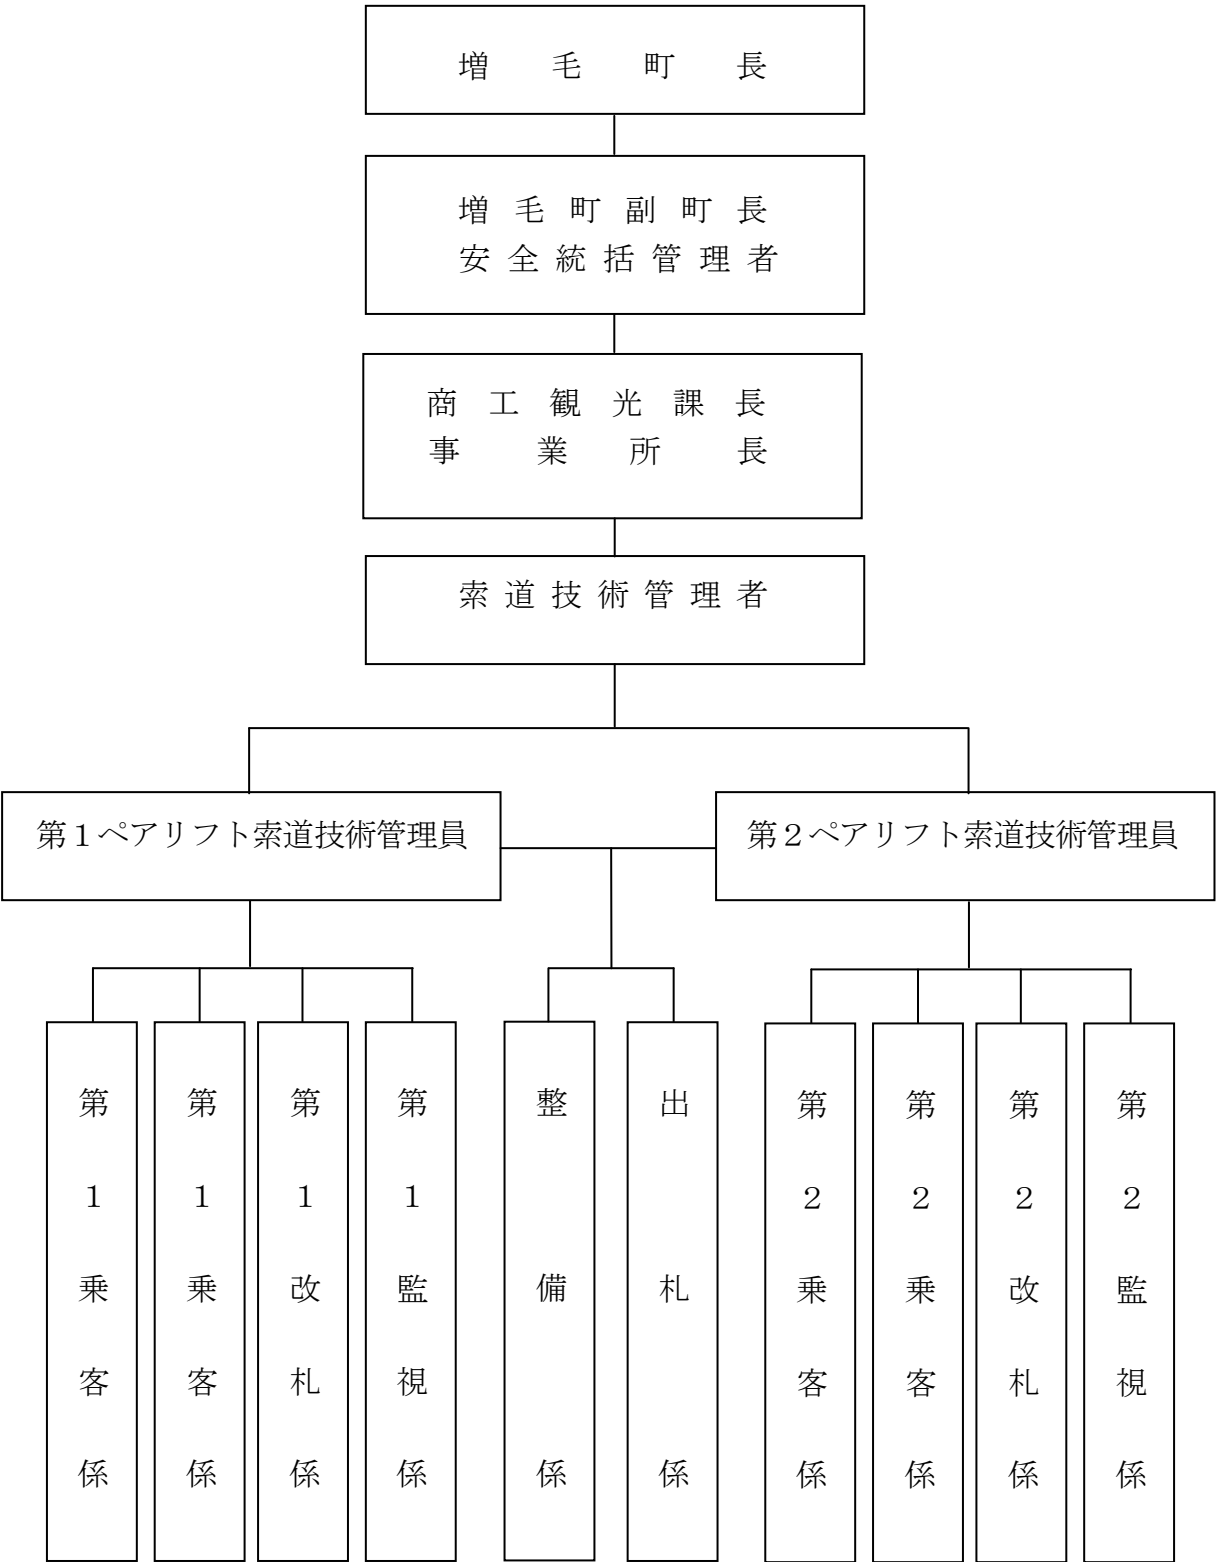 増毛町長
増毛町副町長
安全統括管理者
商工観光課長
事業所長
索道技術管理者
第１ペアリフト索道技術管理員
第２ペアリフト索道技術管理員
第１乗客係
第１乗客係
第１改札係
第１監視係
整備係
出札係
第２乗客係
第２乗客係
第２改札係
第２監視係